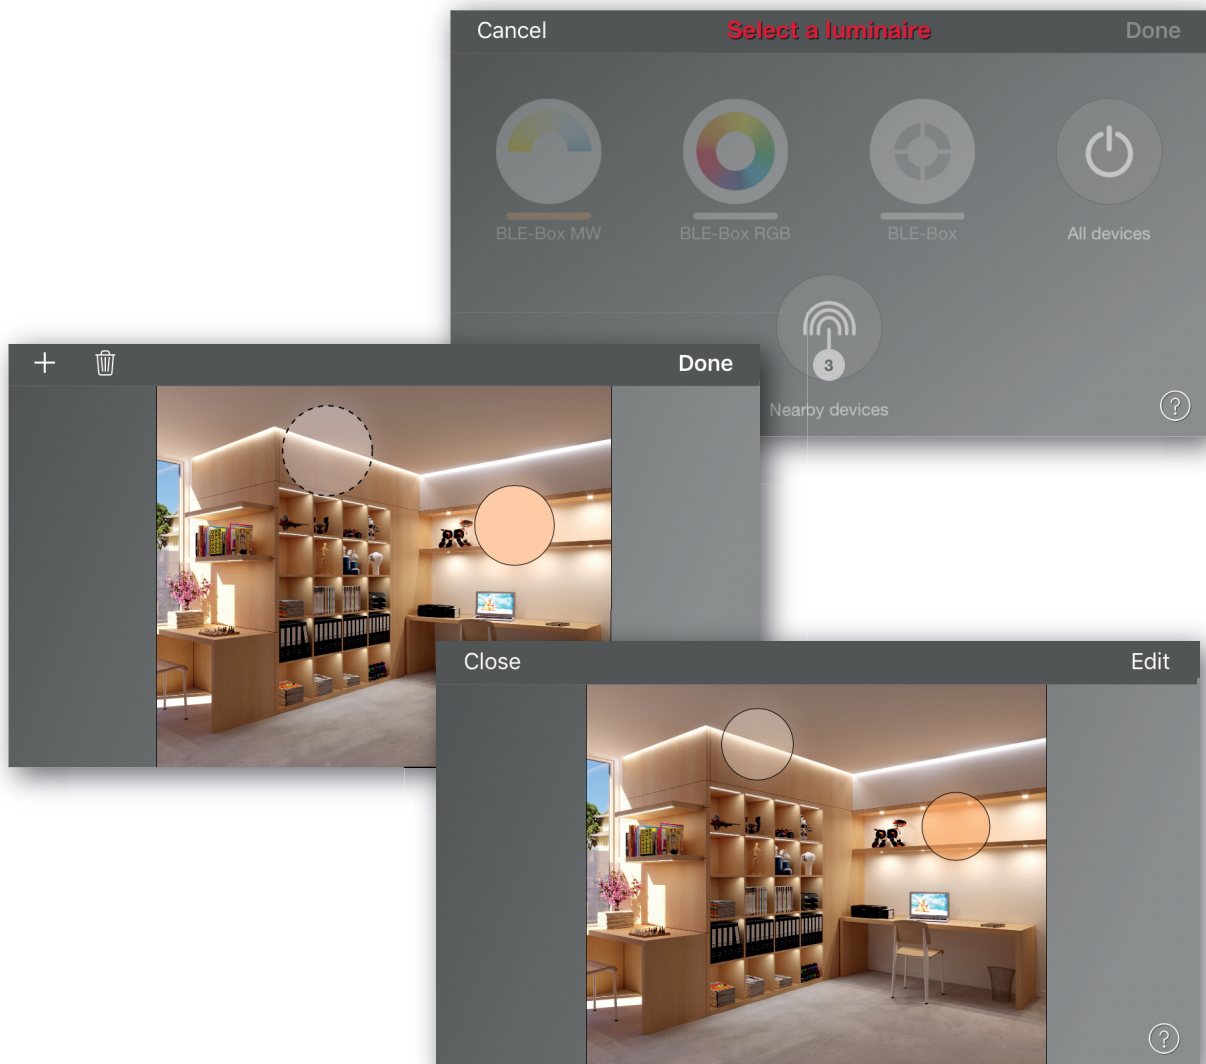 Cancel Select a luminaire Done
BLE-Box MW BLE-Box RGB BLE-Box All devices
3
Nearby devices ?
+ Done
Close Edit
?